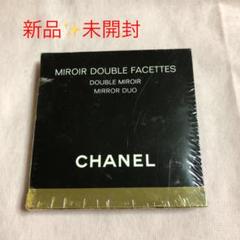 新品✨未開封
MIROIR DOUBLE FACETTES
DOUBLE MIROIR
MIRROR DUO
CHANEL